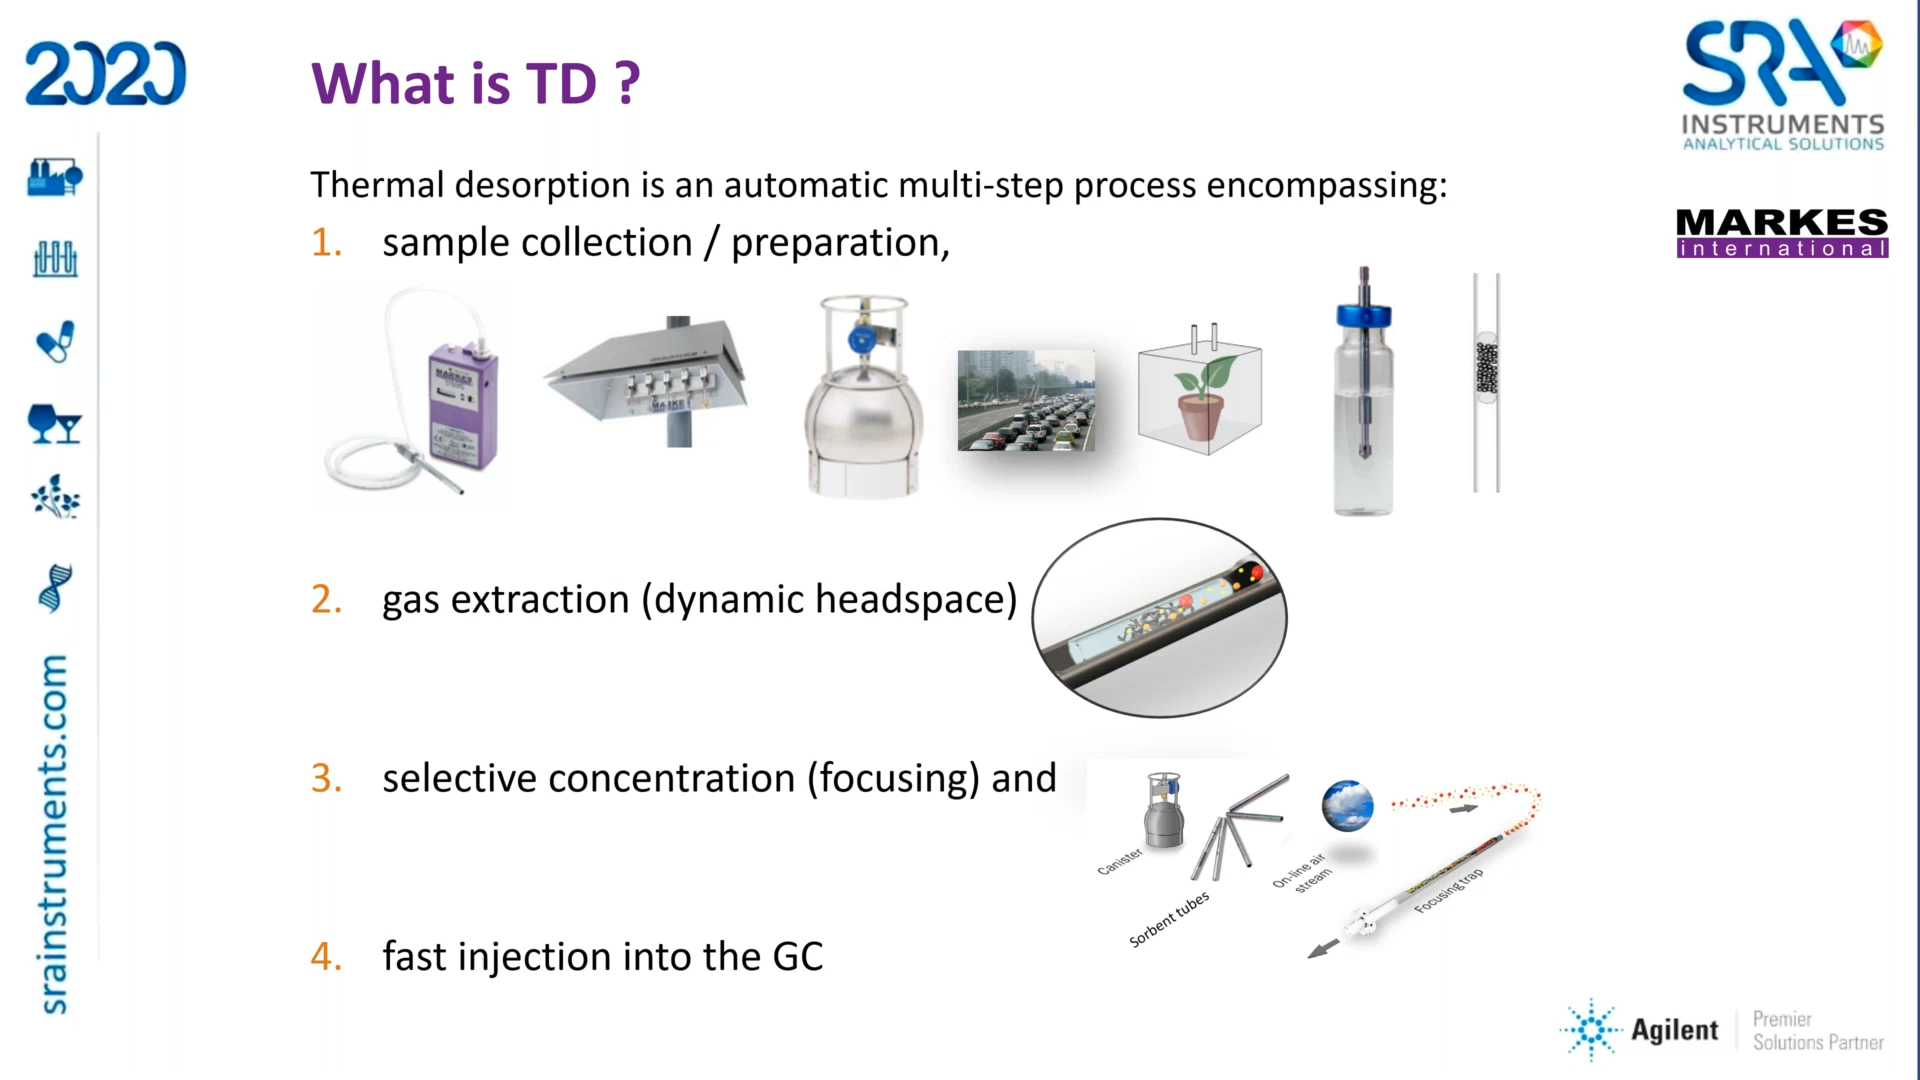 2020
What is TD ?
SRA
INSTRUMENTS
ANALYTICAL SOLUTIONS
Thermal desorption is an automatic multi-step process encompassing:
1. sample collection / preparation,
MARKES
international
MARKES
MARKES
2. gas extraction (dynamic headspace)
3. selective concentration (focusing) and
Canister
Sorbent tubes
On-line air
stream
Focusing trap
4. fast injection into the GC
srainstruments.com
Agilent
Premier
Solutions Partner